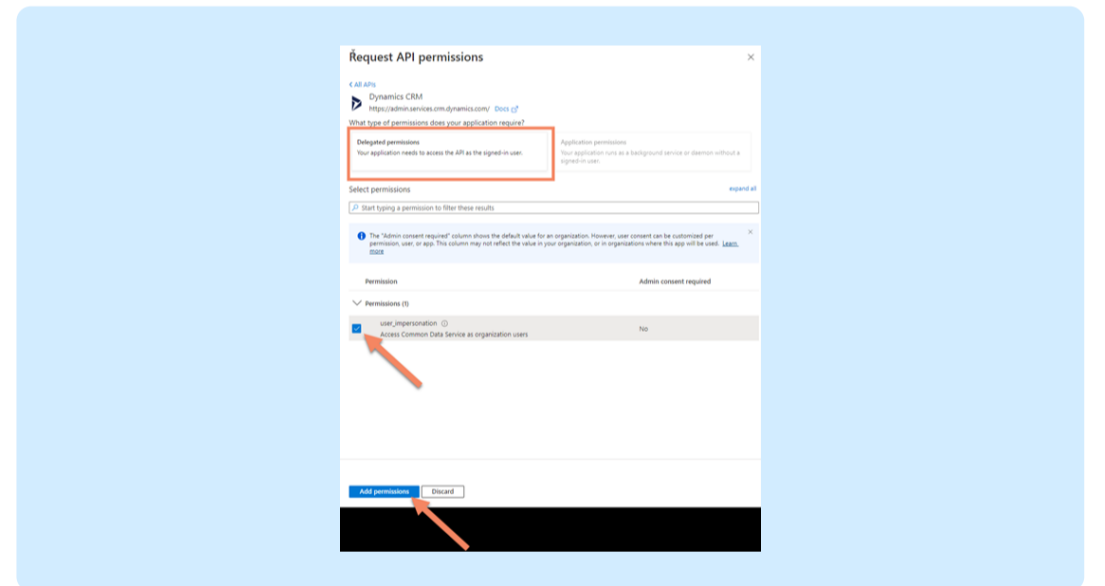 Request API permissions
All APIs
Dynamics CRM
https://admin.services.crm.dynamics.com/ Docs
What type of permissions does your application require?
Delegated permissions
Your application needs to access the API as the signed-in user.
Application permissions
Your application runs as a background service or daemon without a
signed-in user.
Select permissions
expand all
Start typing a permission to filter these results
The "Admin consent required" column shows the default value for an organization. However, user consent can be customized per
permission, user, or app. This column may not reflect the value in your organization, or in organizations where this app will be used. Learn
more
Permission
Admin consent required
Permissions (1)
user_impersonation
Access Common Data Service as organization users
No
Add permissions
Discard